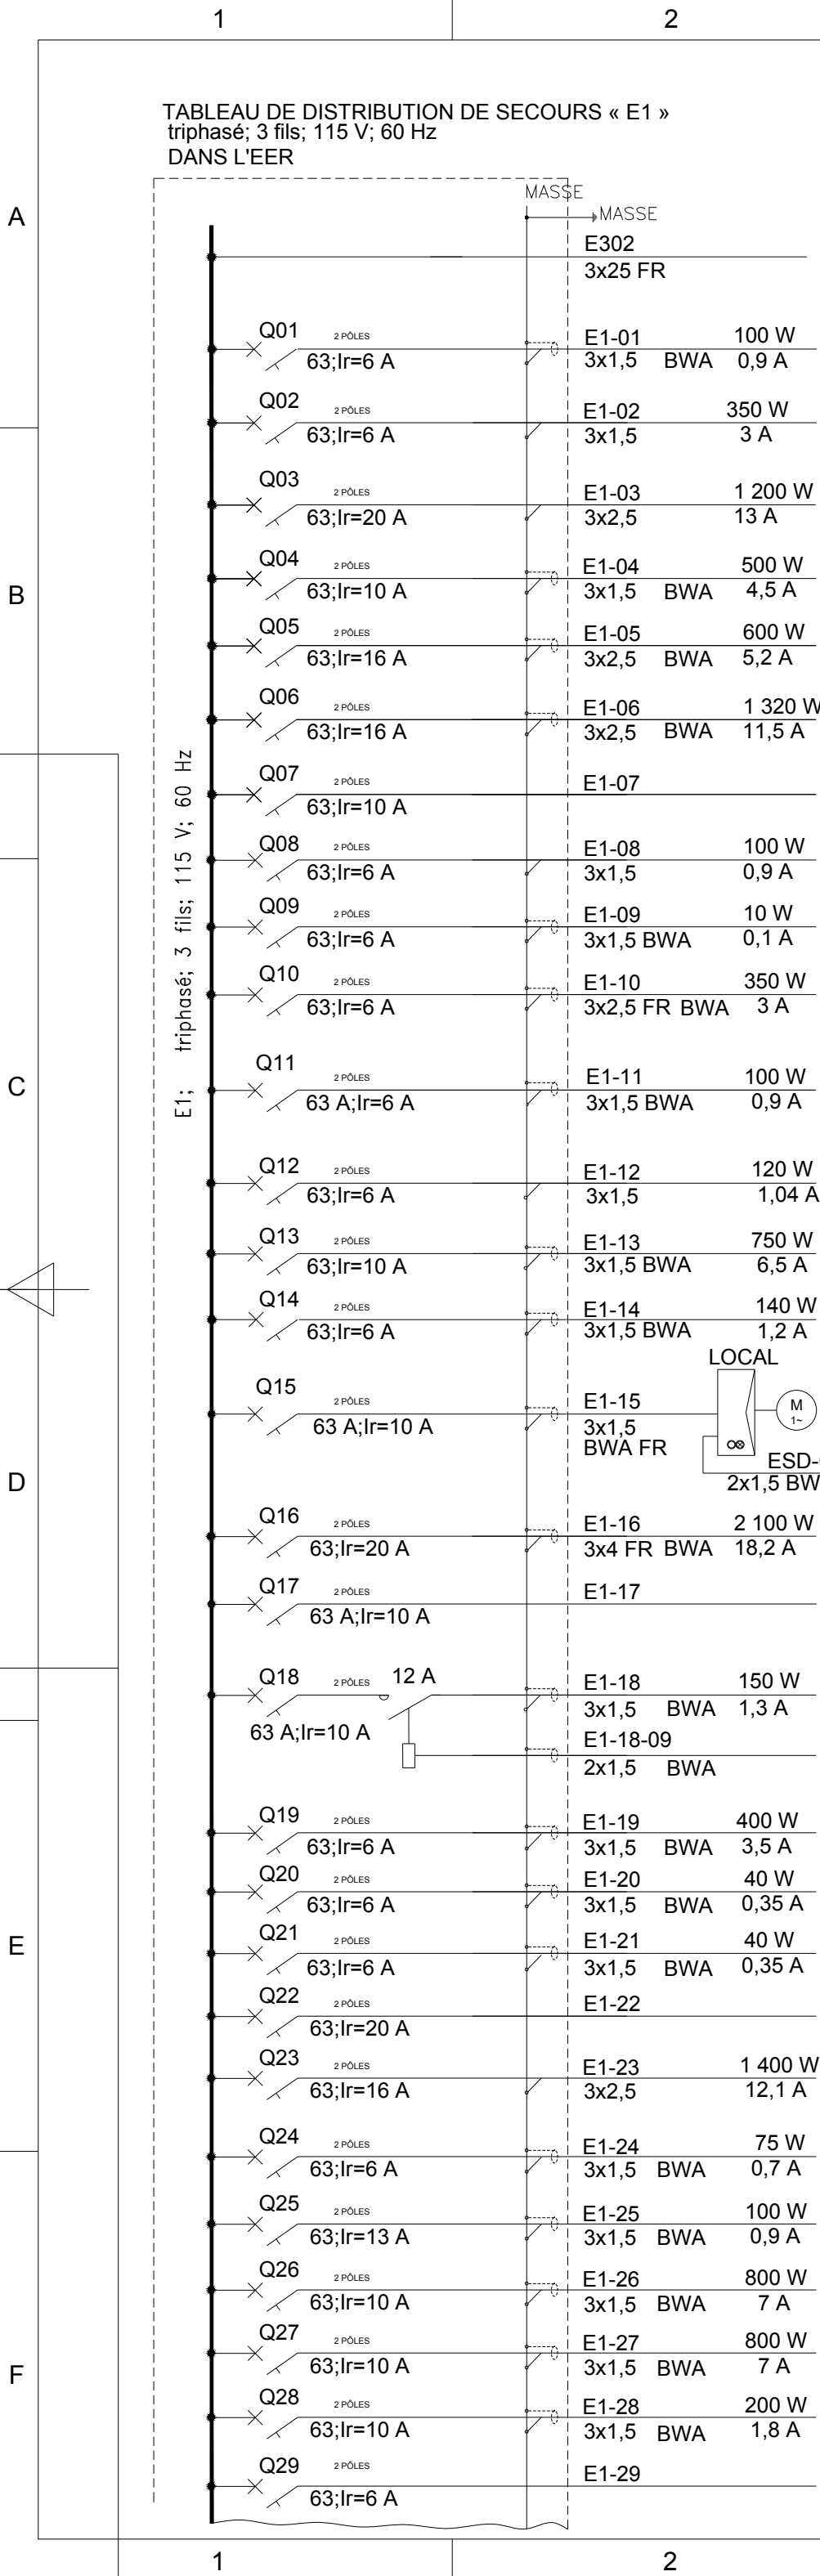 1
2
TABLEAU DE DISTRIBUTION DE SECOURS « E1 »
triphasé; 3 fils; 115 V; 60 Hz
DANS L'EER
MASSE
MASSE
A
E302
3x25 FR
Q01 2 PÔLES E1-01 100 W
63;Ir=6 A 3x1,5 BWA 0,9 A
Q02 2 PÔLES E1-02 350 W
63;Ir=6 A 3x1,5 3 A
Q03 2 PÔLES E1-03 1 200 W
63;Ir=20 A 3x2,5 13 A
B
Q04 2 PÔLES E1-04 500 W
63;Ir=10 A 3x1,5 BWA 4,5 A
Q05 2 PÔLES E1-05 600 W
63;Ir=16 A 3x2,5 BWA 5,2 A
Q06 2 PÔLES E1-06 1 320 W
63;Ir=16 A 3x2,5 BWA 11,5 A
E1; triphasé; 3 fils; 115 V; 60 Hz
Q07 2 PÔLES E1-07
63;Ir=10 A
Q08 2 PÔLES E1-08 100 W
63;Ir=6 A 3x1,5 0,9 A
Q09 2 PÔLES E1-09 10 W
63;Ir=6 A 3x1,5 BWA 0,1 A
Q10 2 PÔLES E1-10 350 W
63;Ir=6 A 3x2,5 FR BWA 3 A
C
Q11 2 PÔLES E1-11 100 W
63 A;Ir=6 A 3x1,5 BWA 0,9 A
Q12 2 PÔLES E1-12 120 W
63;Ir=6 A 3x1,5 1,04 A
Q13 2 PÔLES E1-13 750 W
63;Ir=10 A 3x1,5 BWA 6,5 A
Q14 2 PÔLES E1-14 140 W
63;Ir=6 A 3x1,5 BWA 1,2 A
LOCAL
Q15 2 PÔLES E1-15
63 A;Ir=10 A 3x1,5
BWA FR
M
1~
ESD-
2x1,5 BW
D
Q16 2 PÔLES E1-16 2 100 W
63;Ir=20 A 3x4 FR BWA 18,2 A
Q17 2 PÔLES E1-17
63 A;Ir=10 A
Q18 2 PÔLES 12 A E1-18 150 W
63 A;Ir=10 A 3x1,5 BWA 1,3 A
E1-18-09
2x1,5 BWA
Q19 2 PÔLES E1-19 400 W
63;Ir=6 A 3x1,5 BWA 3,5 A
Q20 2 PÔLES E1-20 40 W
63;Ir=6 A 3x1,5 BWA 0,35 A
E
Q21 2 PÔLES E1-21 40 W
63;Ir=6 A 3x1,5 BWA 0,35 A
Q22 2 PÔLES E1-22
63;Ir=20 A
Q23 2 PÔLES E1-23 1 400 W
63;Ir=16 A 3x2,5 12,1 A
Q24 2 PÔLES E1-24 75 W
63;Ir=6 A 3x1,5 BWA 0,7 A
Q25 2 PÔLES E1-25 100 W
63;Ir=13 A 3x1,5 BWA 0,9 A
Q26 2 PÔLES E1-26 800 W
63;Ir=10 A 3x1,5 BWA 7 A
Q27 2 PÔLES E1-27 800 W
63;Ir=10 A 3x1,5 BWA 7 A
F
Q28 2 PÔLES E1-28 200 W
63;Ir=10 A 3x1,5 BWA 1,8 A
Q29 2 PÔLES E1-29
63;Ir=6 A
1
2